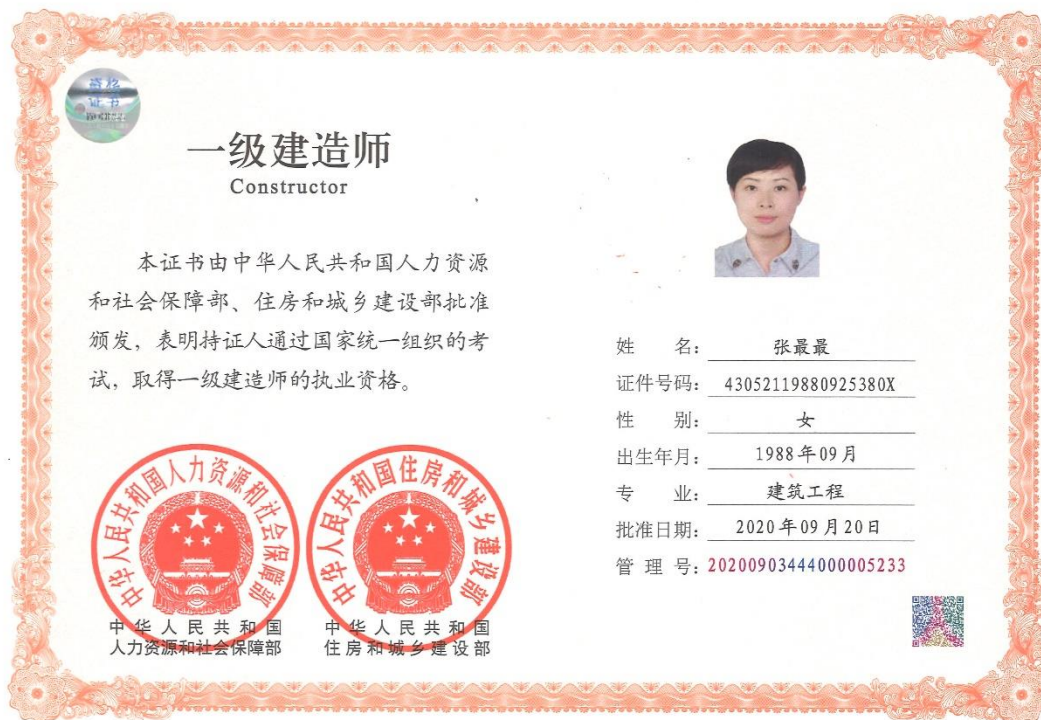 资格
证书
一级建造师
Constructor
本证书由中华人民共和国人力资源
和社会保障部、住房和城乡建设部批准
颁发,表明持证人通过国家统一组织的考
试,取得一级建造师的执业资格。
中华人民共和国人力资源和社会保障部
中华人民共和国
人力资源和社会保障部
中华人民共和国住房和城乡建设部
中华人民共和国
住房和城乡建设部
姓 名: 张最最
证件号码: 43052119880925380X
性 别: 女
出生年月: 1988年09月
专 业: 建筑工程
批准日期: 2020年09月20日
管 理 号: 20200903444000005233